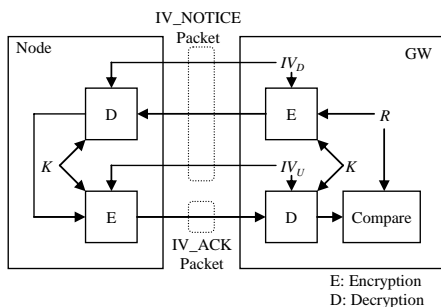 IV_NOTICE
Packet
Node
GW
IV_D
D
E
R
K
K
IV_U
E
D
Compare
IV_ACK
Packet
E: Encryption
D: Decryption